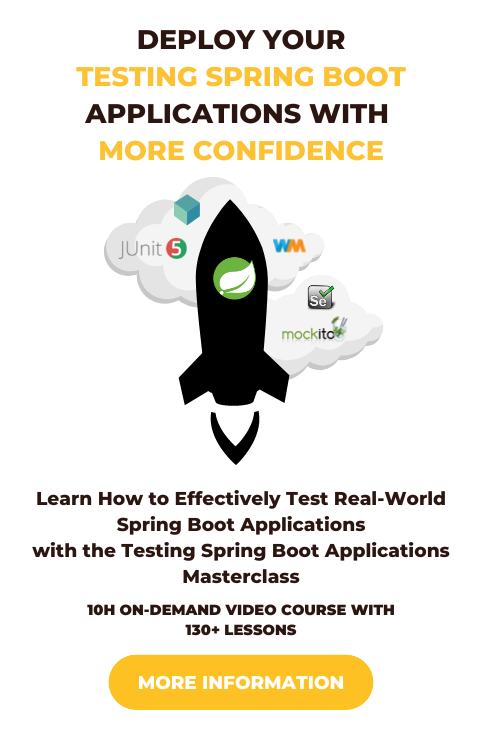 DEPLOY YOUR
TESTING SPRING BOOT
APPLICATIONS WITH
MORE CONFIDENCE
JUnit 5
WM
Se
mockito
Learn How to Effectively Test Real-World
Spring Boot Applications
with the Testing Spring Boot Applications
Masterclass
10H ON-DEMAND VIDEO COURSE WITH
130+ LESSONS
MORE INFORMATION